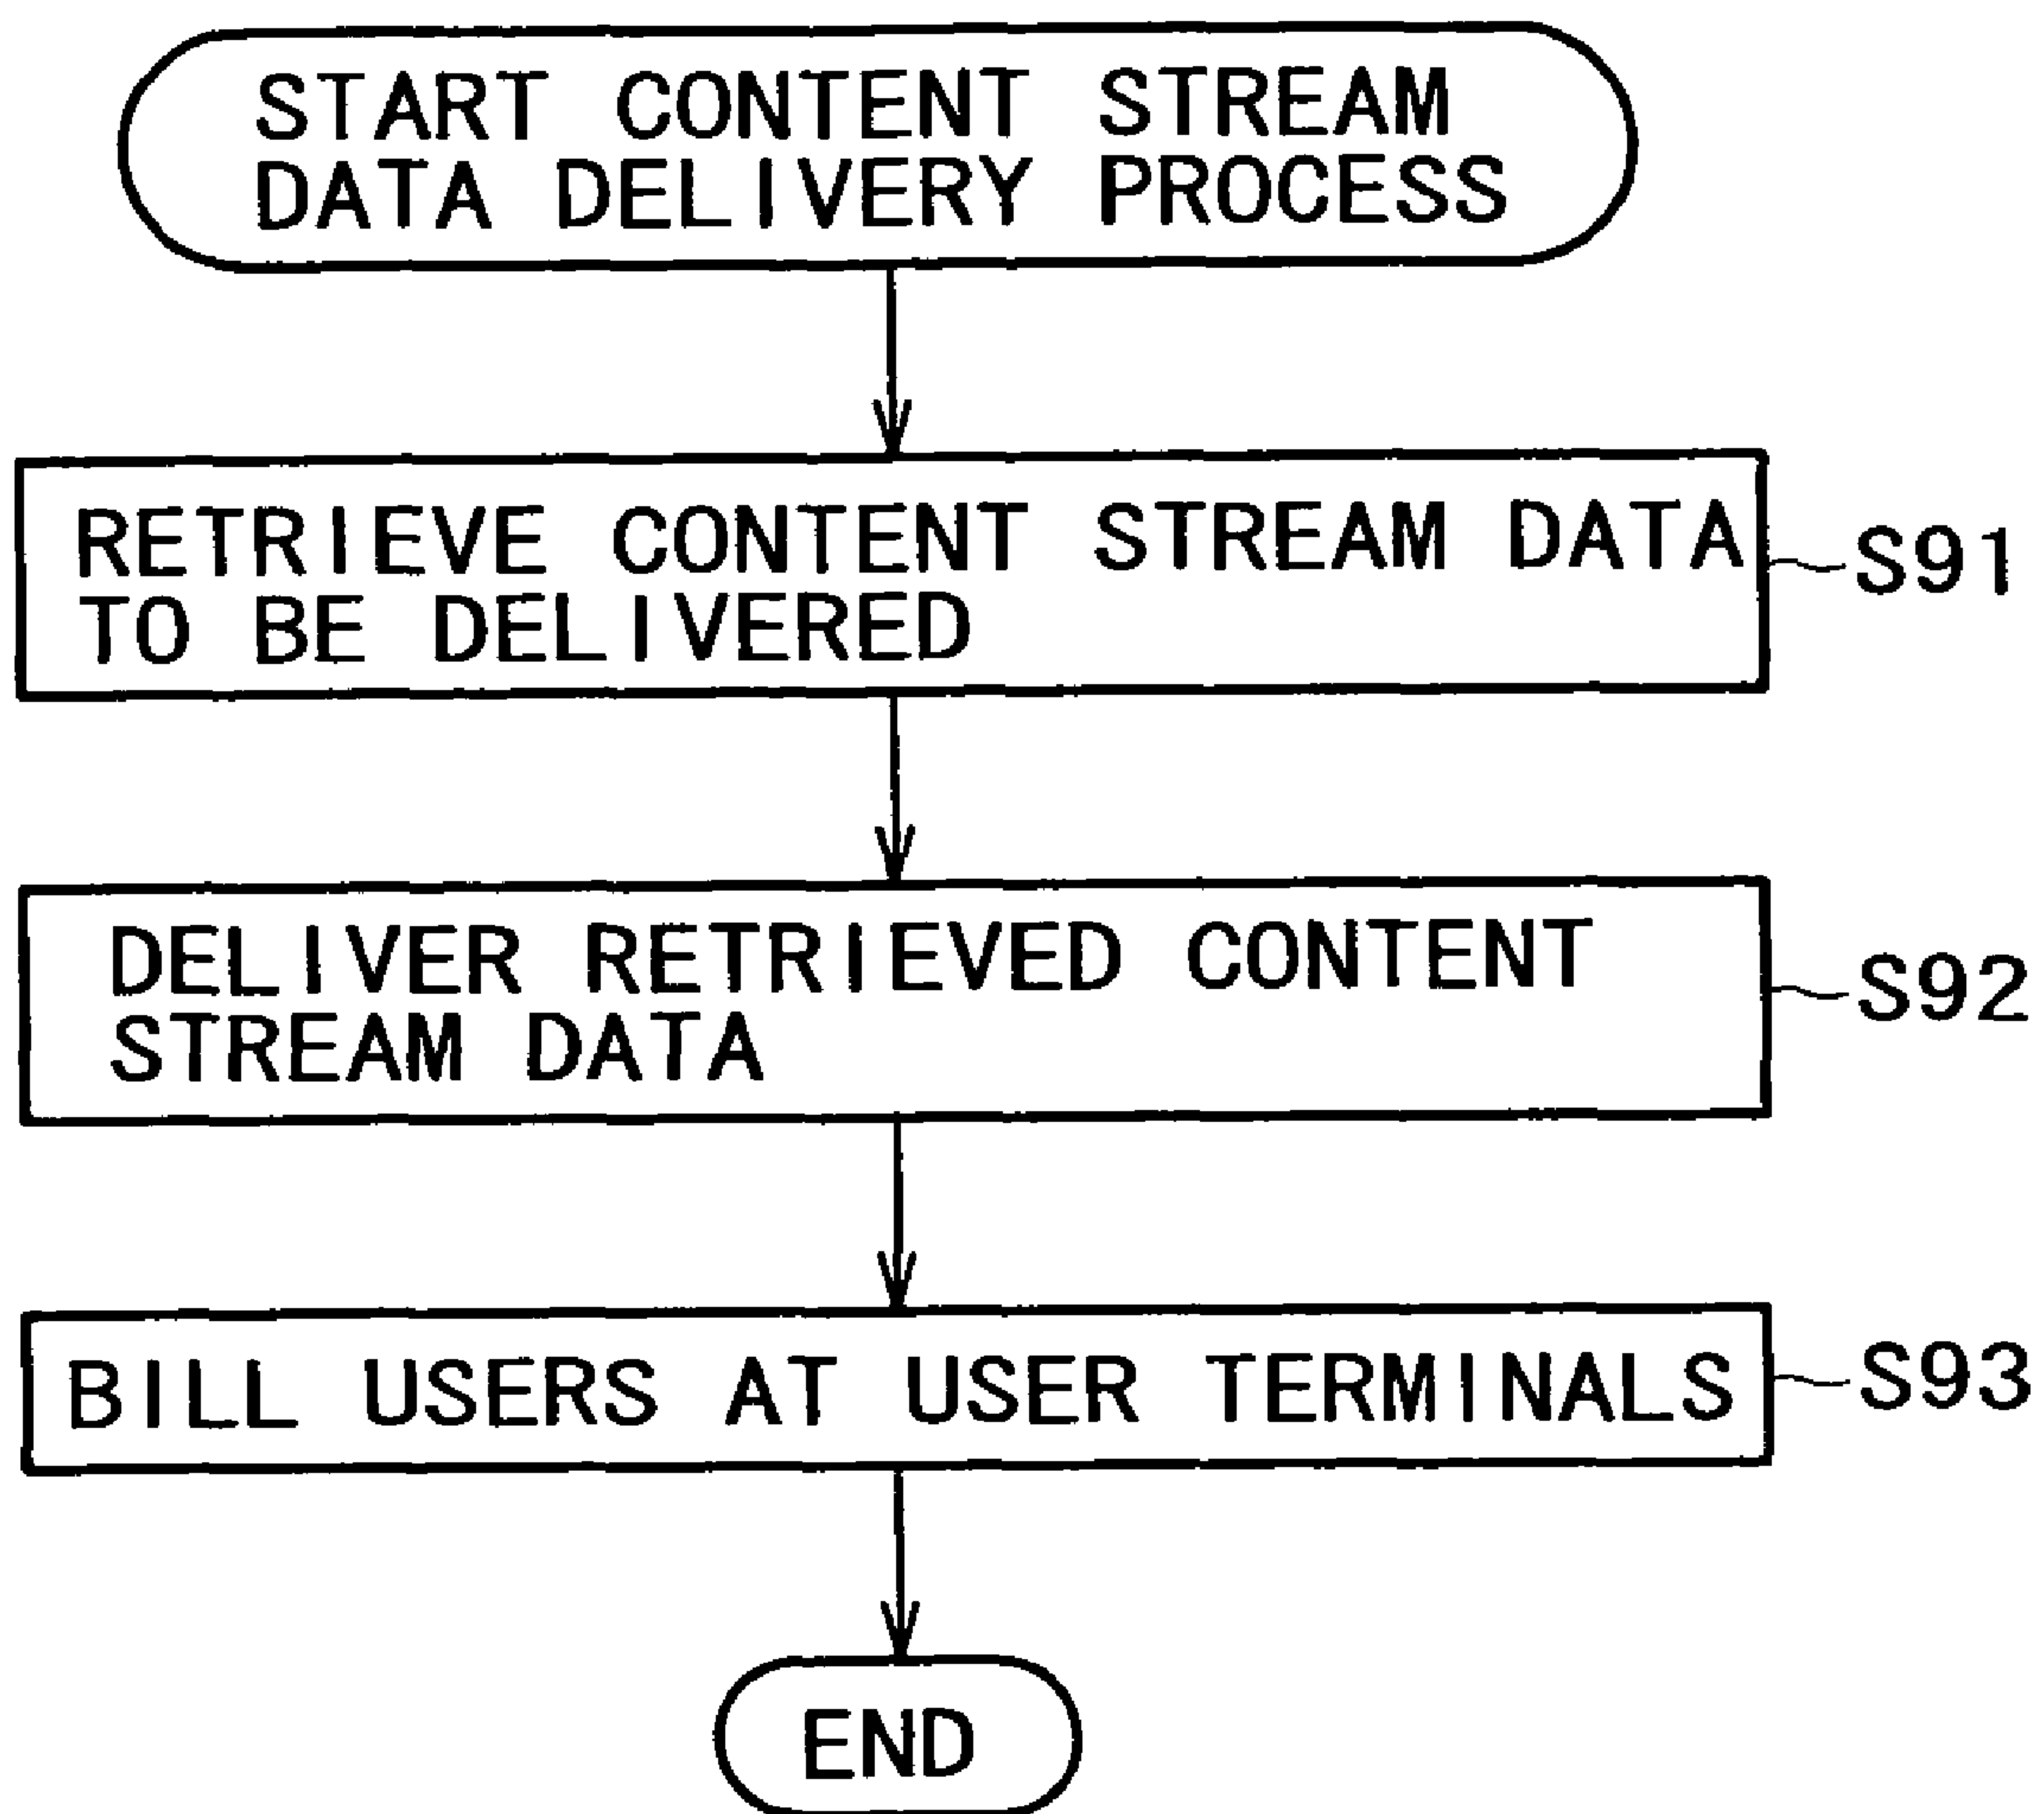 START CONTENT STREAM
DATA DELIVERY PROCESS
RETRIEVE CONTENT STREAM DATA
TO BE DELIVERED
S91
DELIVER RETRIEVED CONTENT
STREAM DATA
S92
BILL USERS AT USER TERMINALS
S93
END